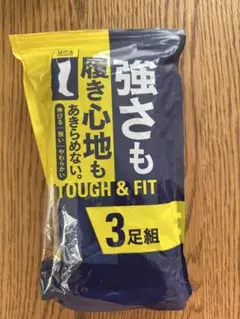 強さも
履き心地も
あきらめない。
伸びる 強い やわらかい
TOUGH & FIT
3足組